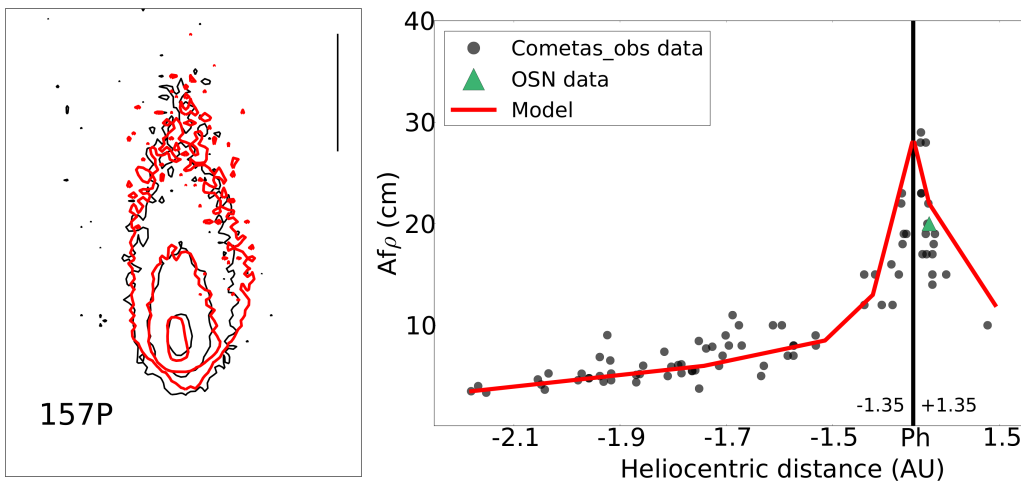 157P
Afρ (cm)
40
30
20
10
Cometas_obs data
OSN data
Model
-1.35
+1.35
-2.1
-1.9
-1.7
-1.5
Ph
1.5
Heliocentric distance (AU)